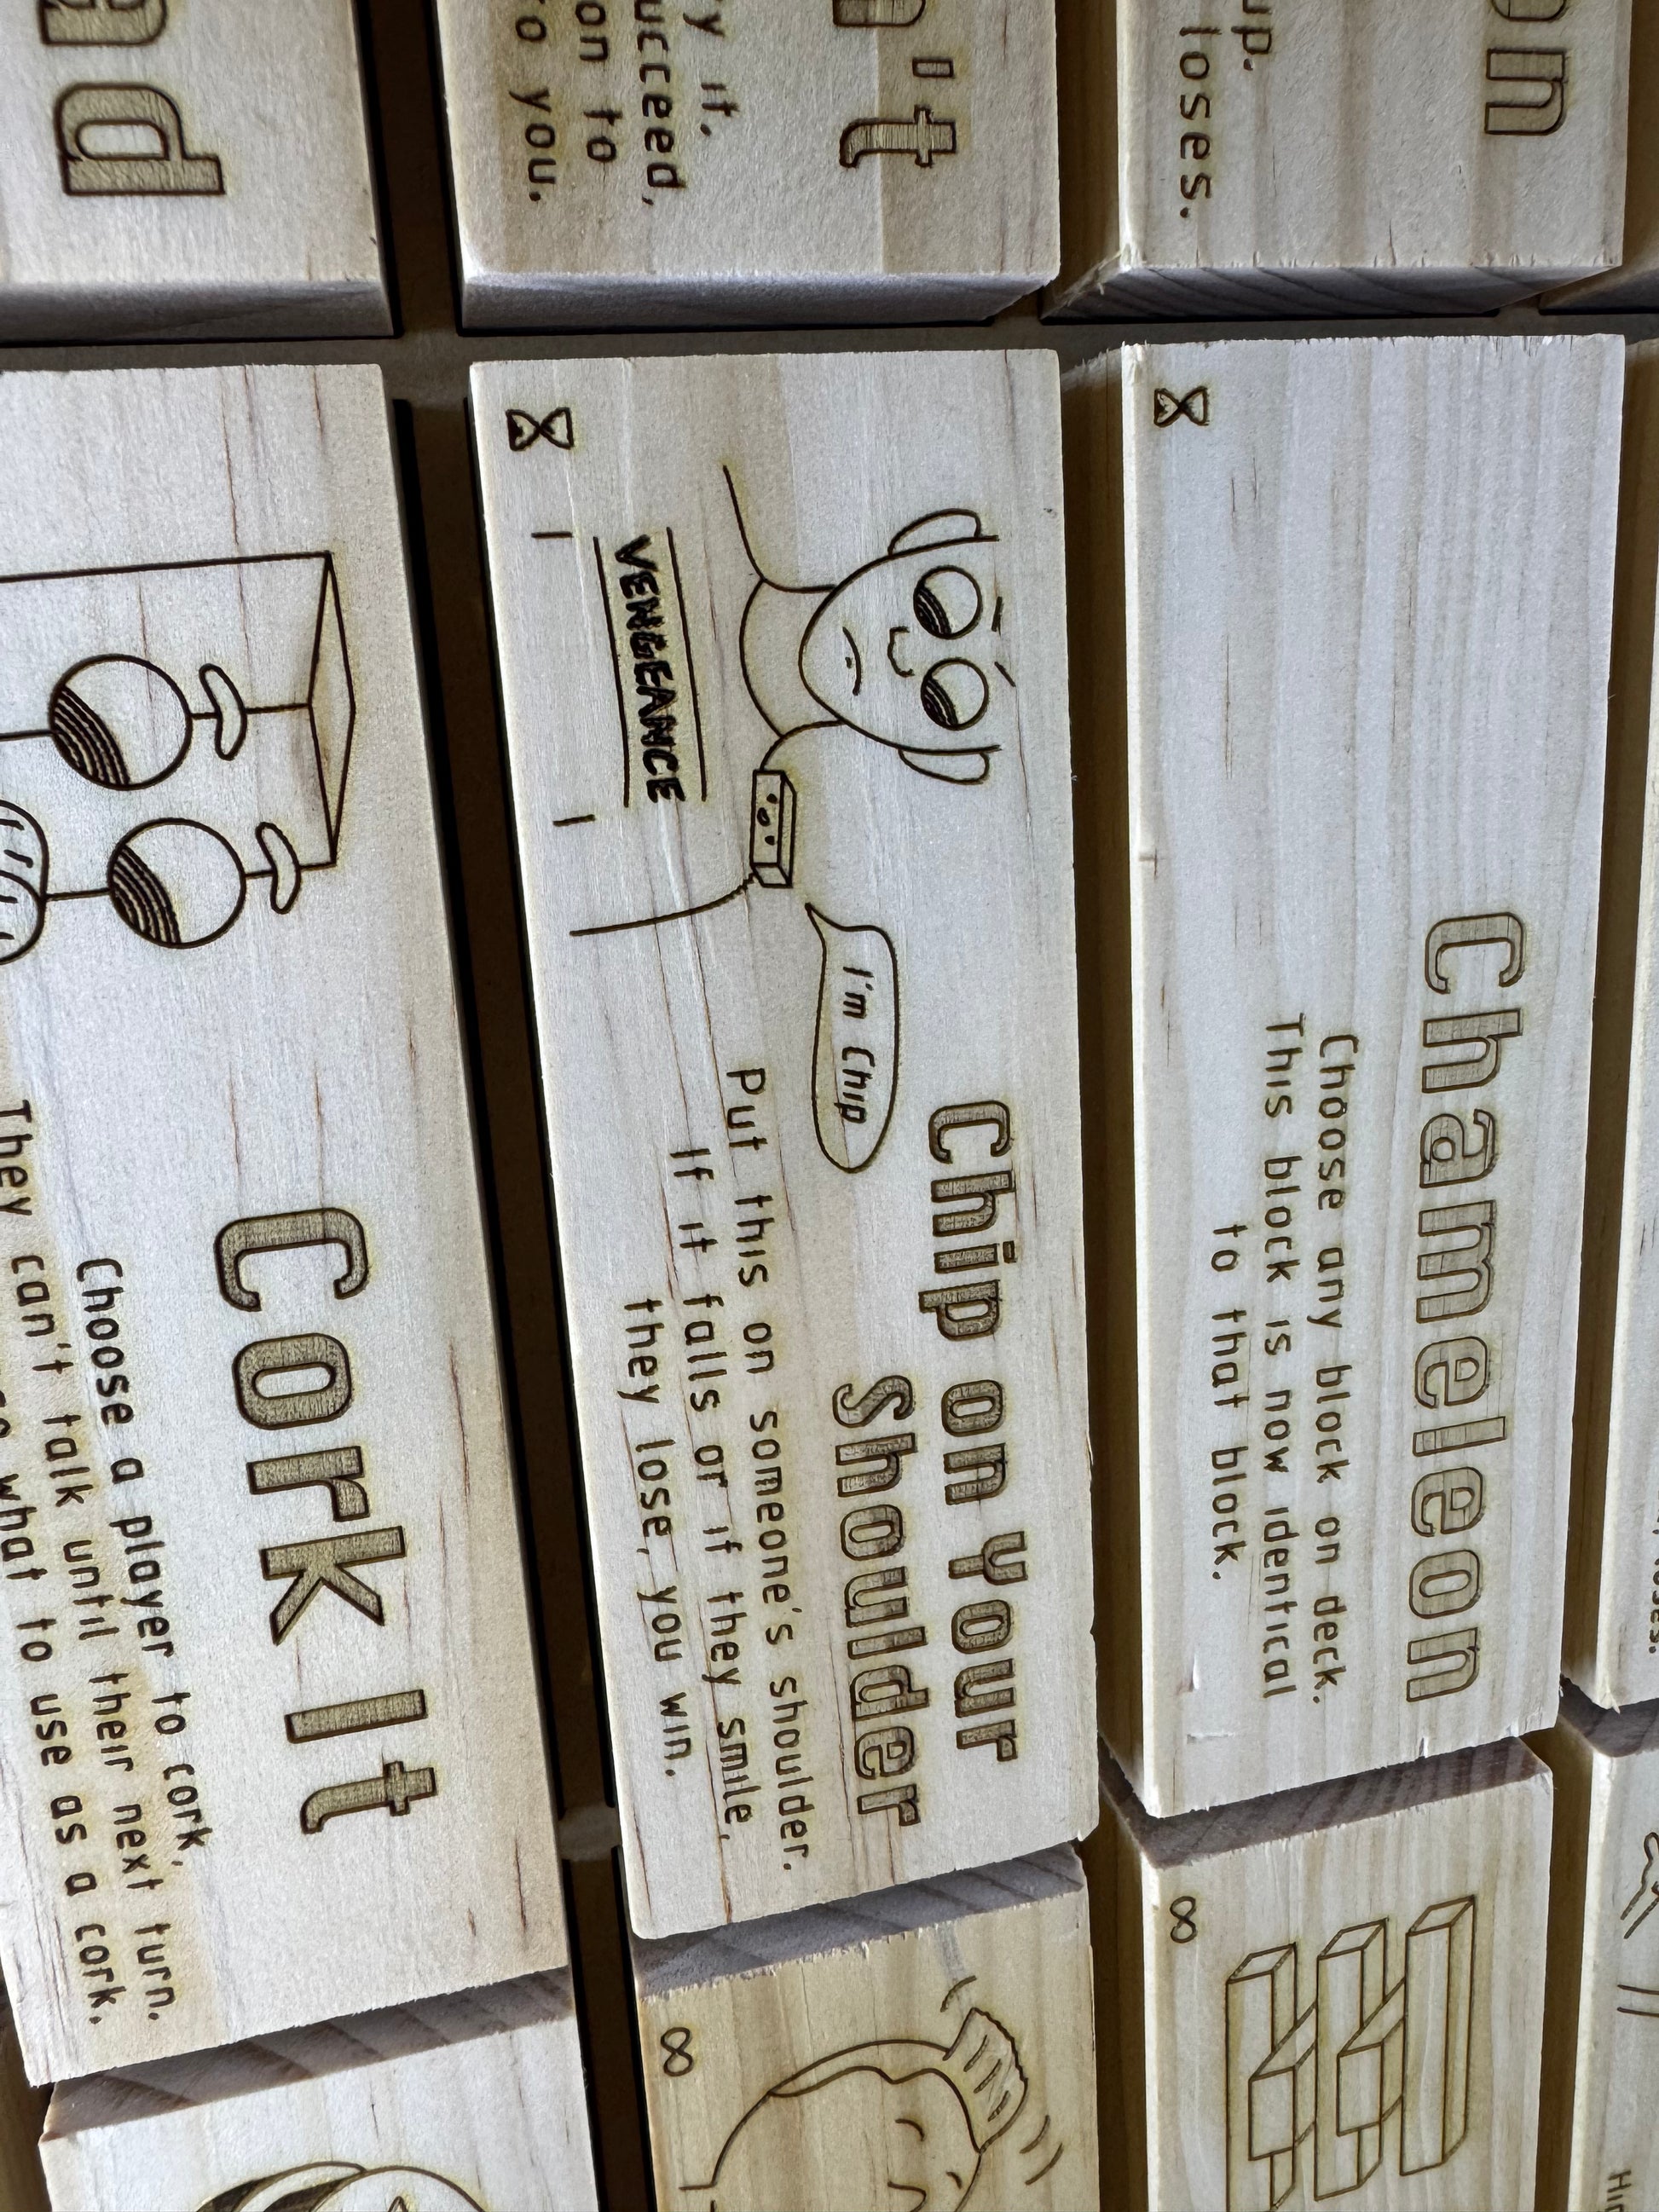 nd
n't
y it.
ucceed,
on to
o you.
on
up.
loses.
Chameleon
Choose any block on deck.
This block is now identical
to that block.
VENGEANCE
I'm Chip
Chip on Your
Shoulder
Put this on someone's shoulder.
If it falls or if they smile,
they lose, you win.
Cork It
Choose a player to cork,
They can't talk until their next turn.
what to use as a cork.